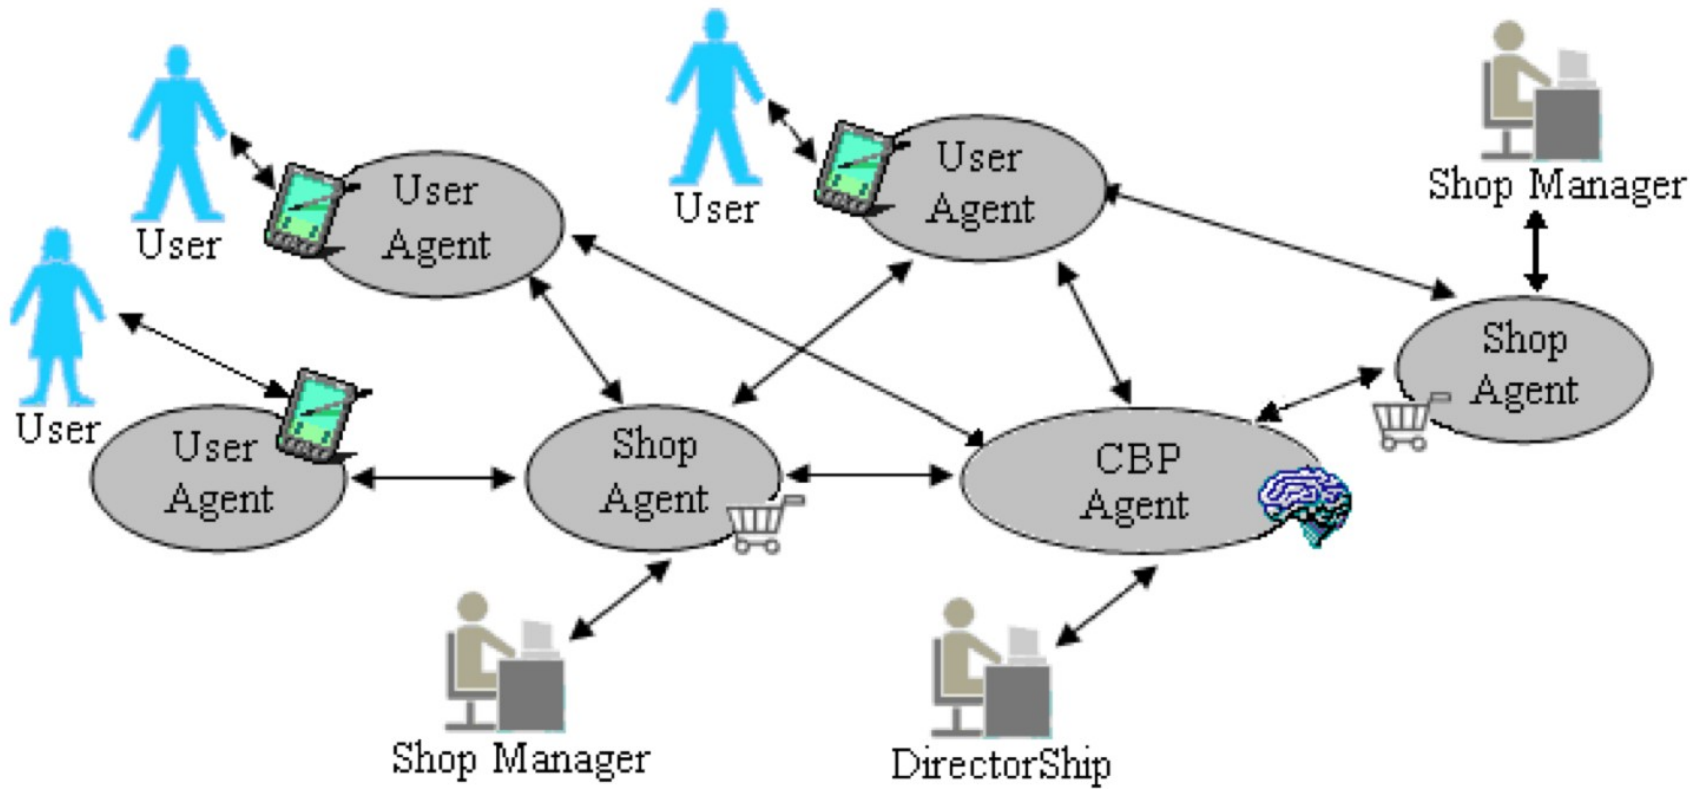 User
Agent
Shop Manager
User
Agent
User
User
Shop
Agent
User
User
Agent
Shop
Agent
CBP
Agent
Shop Manager
DirectorShip